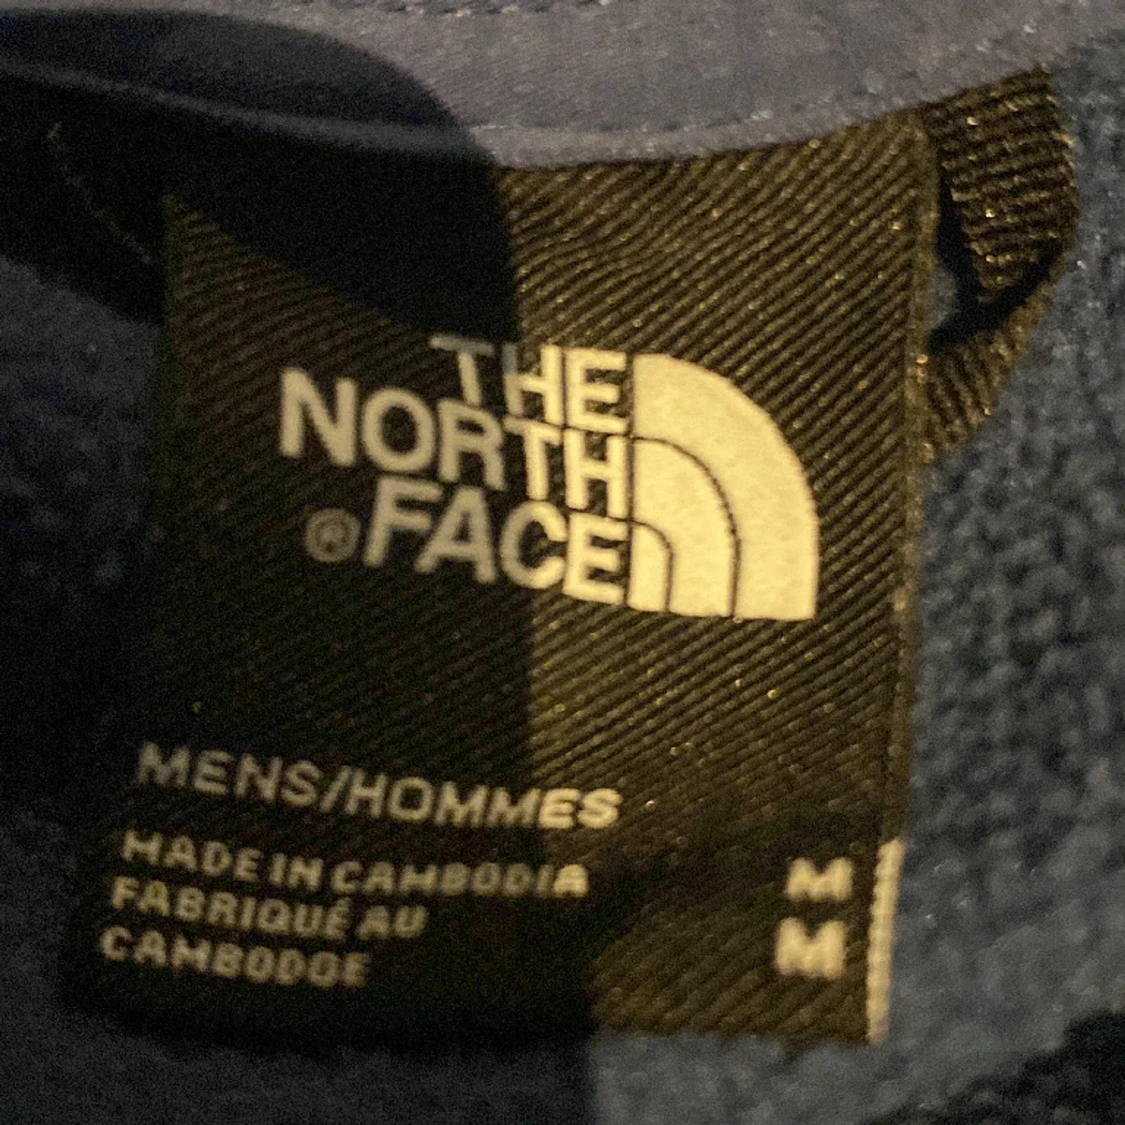 THE
NORTH
®FACE
MENS/HOMMES
MADE IN CAMBODIA
FABRIQUÉ AU
CAMBODGE
M
M